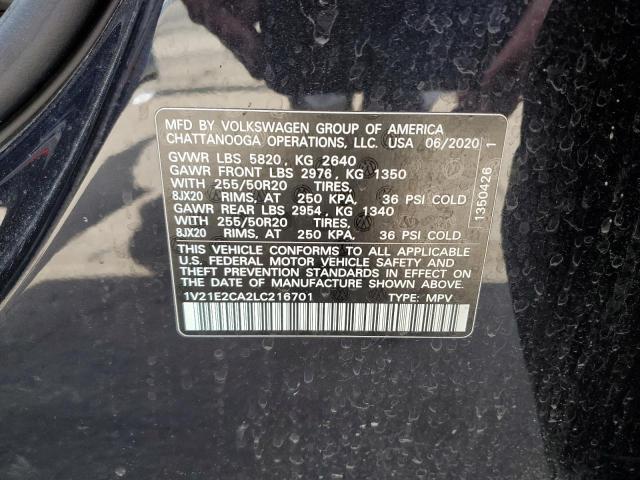 MFD BY VOLKSWAGEN GROUP OF AMERICA
CHATTANOOGA OPERATIONS, LLC. USA 06/2020 1
GVWR LBS 5820, KG 2640
GAWR FRONT LBS 2976, KG 1350
WITH 255/50R20 TIRES,
8JX20 RIMS, AT 250 KPA, 36 PSI COLD
GAWR REAR LBS 2954, KG 1340
WITH 255/50R20 TIRES,
8JX20 RIMS, AT 250 KPA, 36 PSI COLD
1350426
THIS VEHICLE CONFORMS TO ALL APPLICABLE
U.S. FEDERAL MOTOR VEHICLE SAFETY AND
THEFT PREVENTION STANDARDS IN EFFECT ON
THE DATE OF MANUFACTURE SHOWN ABOVE.
1V21E2CA2LC216701 TYPE: MPV